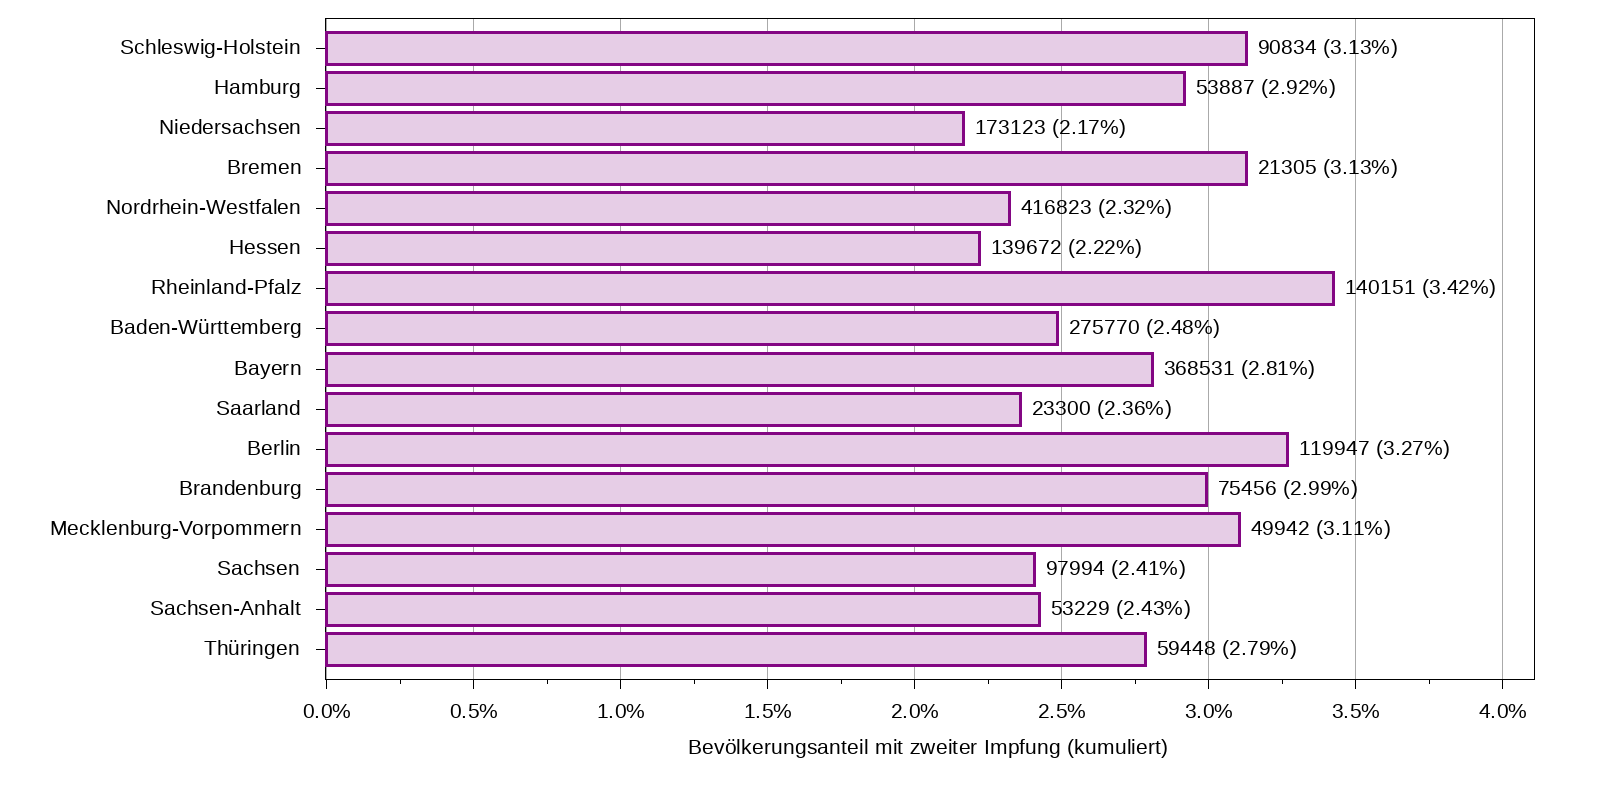 Schleswig-Holstein 90834 (3.13%)
Hamburg 53887 (2.92%)
Niedersachsen 173123 (2.17%)
Bremen 21305 (3.13%)
Nordrhein-Westfalen 416823 (2.32%)
Hessen 139672 (2.22%)
Rheinland-Pfalz 140151 (3.42%)
Baden-Württemberg 275770 (2.48%)
Bayern 368531 (2.81%)
Saarland 23300 (2.36%)
Berlin 119947 (3.27%)
Brandenburg 75456 (2.99%)
Mecklenburg-Vorpommern 49942 (3.11%)
Sachsen 97994 (2.41%)
Sachsen-Anhalt 53229 (2.43%)
Thüringen 59448 (2.79%)
0.0% 0.5% 1.0% 1.5% 2.0% 2.5% 3.0% 3.5% 4.0%
Bevölkerungsanteil mit zweiter Impfung (kumuliert)